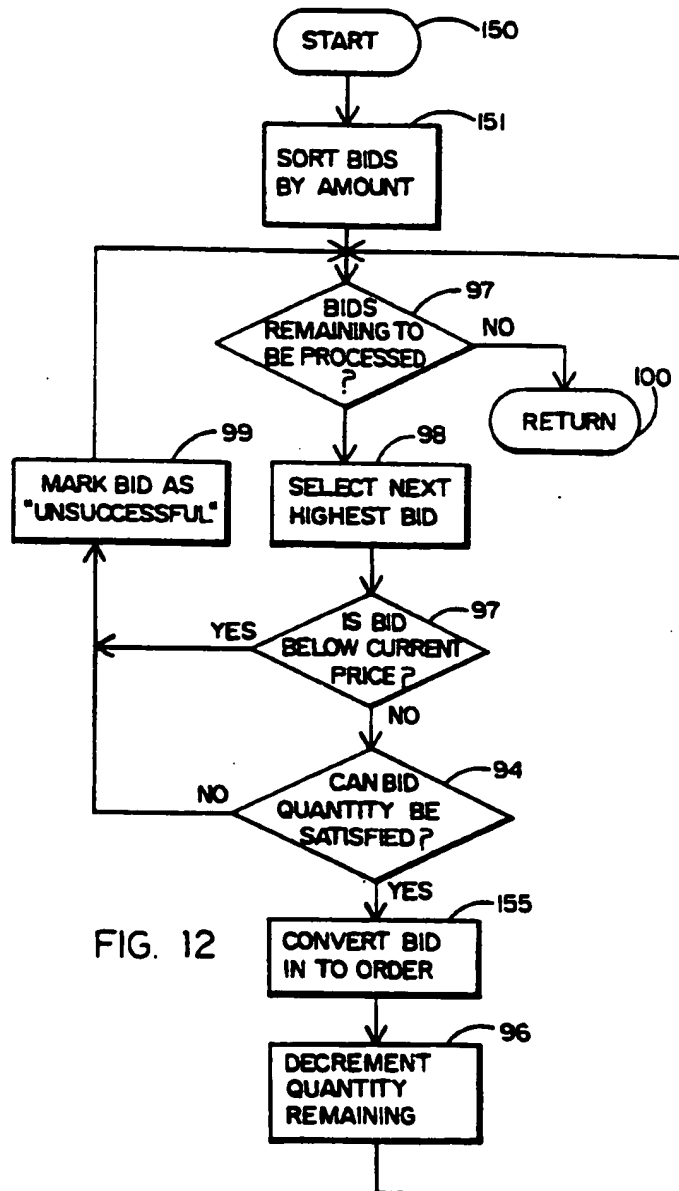 START
150
151
SORT BIDS
BY AMOUNT
97
BIDS
REMAINING TO
BE PROCESSED
?
NO
100
RETURN
99
MARK BID AS
"UNSUCCESSFUL"
98
SELECT NEXT
HIGHEST BID
97
IS BID
BELOW CURRENT
PRICE?
YES
NO
94
CAN BID
QUANTITY BE
SATISFIED?
NO
YES
155
CONVERT BID
IN TO ORDER
FIG. 12
96
DECREMENT
QUANTITY
REMAINING